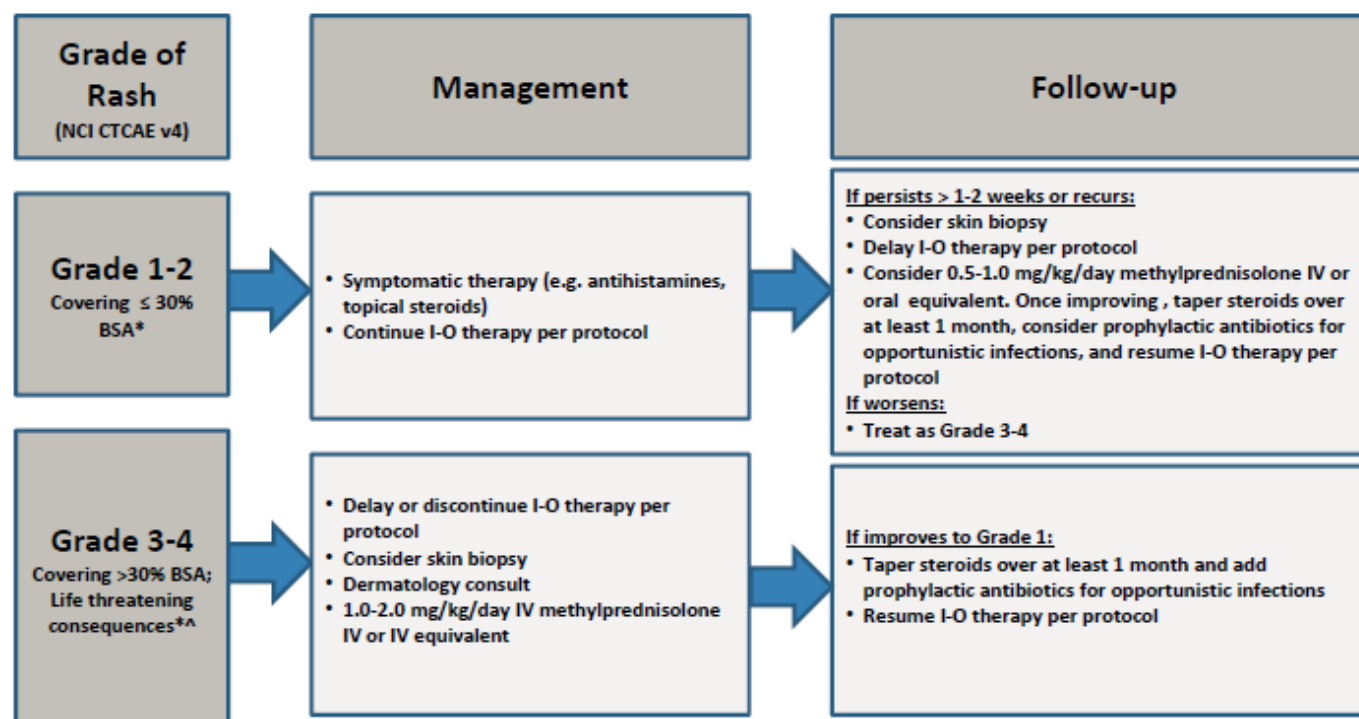 Grade of
Rash
(NCI CTCAE v4)
Management
Follow-up
Grade 1-2
Covering ≤ 30%
BSA*
• Symptomatic therapy (e.g. antihistamines,
topical steroids)
• Continue I-O therapy per protocol
If persists > 1-2 weeks or recurs:
• Consider skin biopsy
• Delay I-O therapy per protocol
• Consider 0.5-1.0 mg/kg/day methylprednisolone IV or
oral equivalent. Once improving , taper steroids over
at least 1 month, consider prophylactic antibiotics for
opportunistic infections, and resume I-O therapy per
protocol
If worsens:
• Treat as Grade 3-4
Grade 3-4
Covering >30% BSA;
Life threatening
consequences*^
• Delay or discontinue I-O therapy per
protocol
• Consider skin biopsy
• Dermatology consult
• 1.0-2.0 mg/kg/day IV methylprednisolone
IV or IV equivalent
If improves to Grade 1:
• Taper steroids over at least 1 month and add
prophylactic antibiotics for opportunistic infections
• Resume I-O therapy per protocol